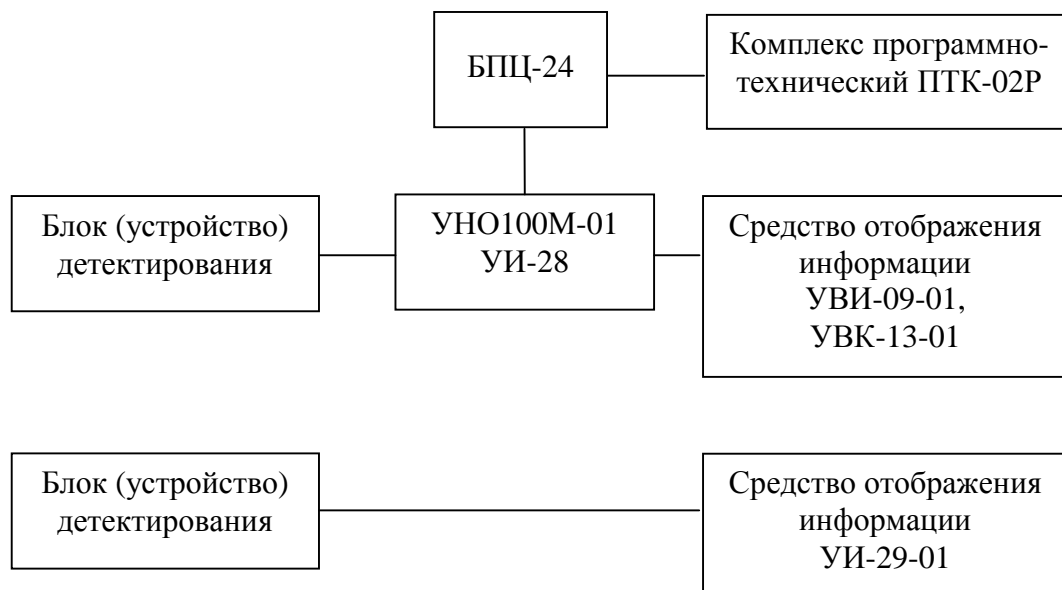 БПЦ-24
Комплекс программно-
технический ПТК-02Р
Блок (устройство)
детектирования
УНО100М-01
УИ-28
Средство отображения
информации
УВИ-09-01,
УВК-13-01
Блок (устройство)
детектирования
Средство отображения
информации
УИ-29-01